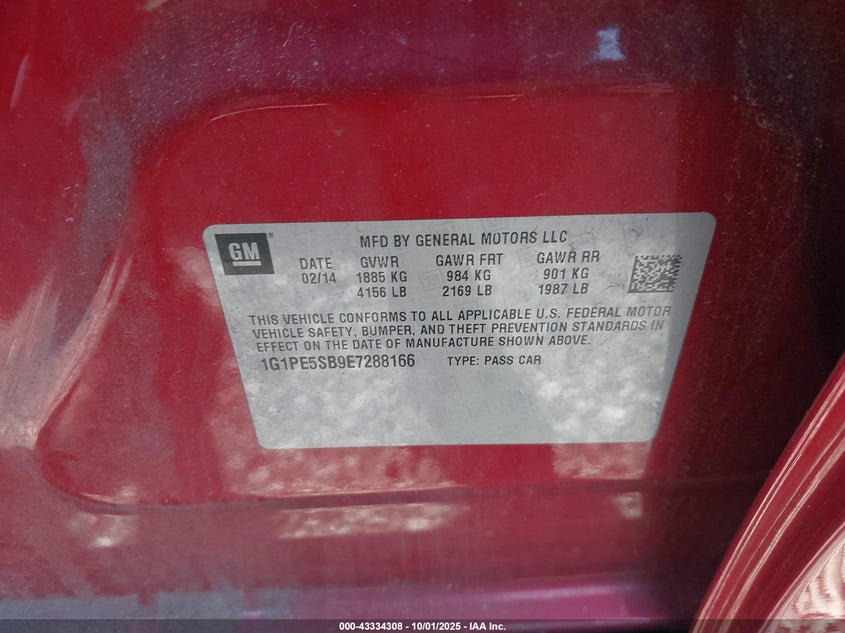 GM
MFD BY GENERAL MOTORS LLC
DATE GVWR GAWR FRT GAWR RR
02/14 1885 KG 984 KG 901 KG
4156 LB 2169 LB 1987 LB
THIS VEHICLE CONFORMS TO ALL APPLICABLE U.S. FEDERAL MOTOR
VEHICLE SAFETY, BUMPER, AND THEFT PREVENTION STANDARDS IN
EFFECT ON THE DATE OF MANUFACTURE SHOWN ABOVE.
1G1PE5SB9E7288166 TYPE: PASS CAR
000-43334308 - 10/01/2025 - IAA Inc.